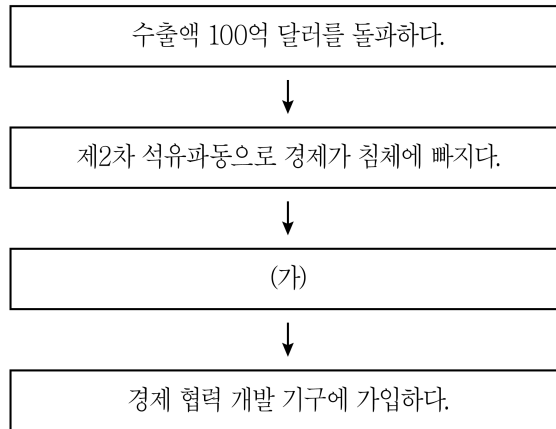 수출액 100억 달러를 돌파하다.
제2차 석유파동으로 경제가 침체에 빠지다.
(가)
경제 협력 개발 기구에 가입하다.